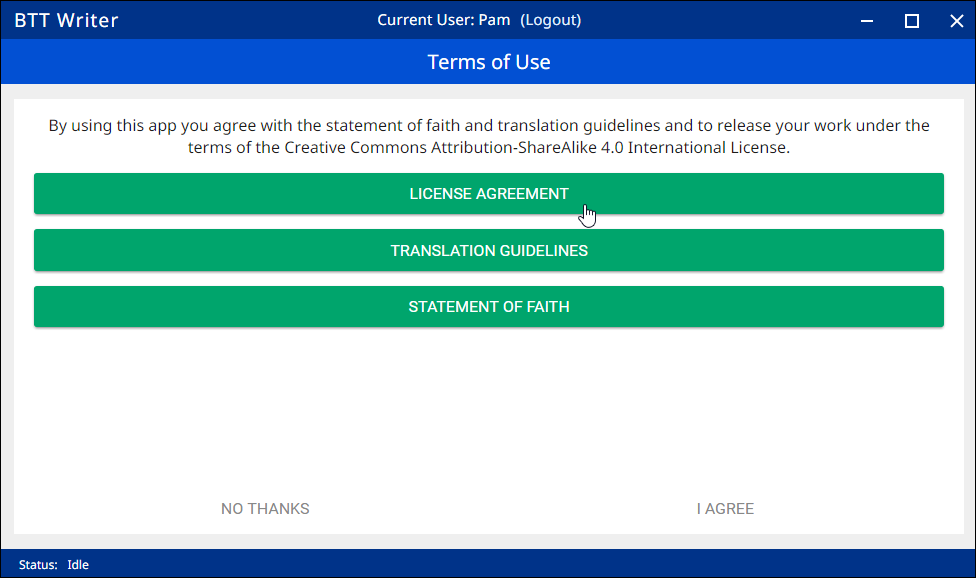 BTT Writer
Current User: Pam (Logout)
Terms of Use
By using this app you agree with the statement of faith and translation guidelines and to release your work under the
terms of the Creative Commons Attribution-ShareAlike 4.0 International License.
LICENSE AGREEMENT
TRANSLATION GUIDELINES
STATEMENT OF FAITH
NO THANKS
I AGREE
Status: Idle